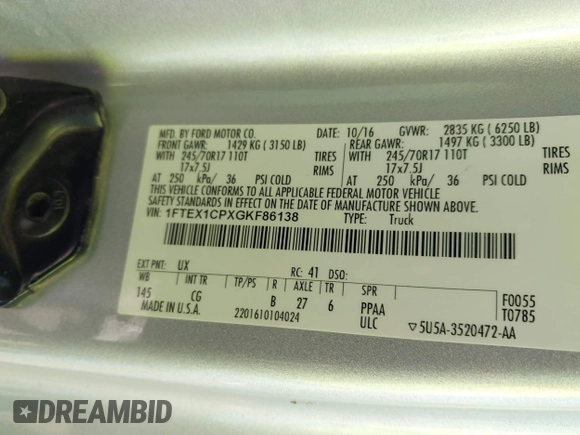 MFD. BY FORD MOTOR CO. DATE: 10/16 GVWR: 2835 KG ( 6250 LB)
FRONT GAWR: 1429 KG ( 3150 LB) REAR GAWR: 1497 KG ( 3300 LB)
WITH 245/70R17 110T TIRES WITH 245/70R17 110T TIRES
17x7.5J RIMS 17x7.5J RIMS
AT 250 kPa/ 36 PSI COLD AT 250 kPa/ 36 PSI COLD
THIS VEHICLE CONFORMS TO ALL APPLICABLE FEDERAL MOTOR VEHICLE
SAFETY STANDARDS IN EFFECT ON THE DATE OF MANUFACTURE SHOWN ABOVE.
VIN: 1FTEX1CPXGKF86138 TYPE: Truck
EXT PNT: UX RC: 41 DSO:
WB INT TR TP/PS R AXLE TR SPR
145 CG B 27 6 PPAA F0055
MADE IN U.S.A. 2201610104024 ULC ▽5U5A-3520472-AA T0785
DREAMBID